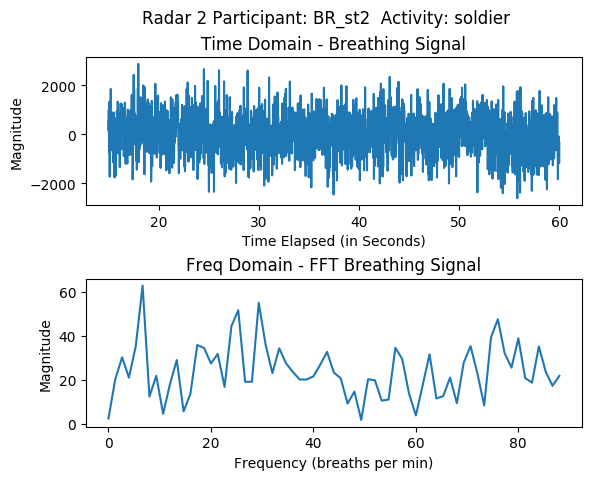 Radar 2 Participant: BR_st2  Activity: soldier
Time Domain - Breathing Signal
Magnitude
2000
0
−2000
20 30 40 50 60
Time Elapsed (in Seconds)
Freq Domain - FFT Breathing Signal
Magnitude
60
40
20
0
0 20 40 60 80
Frequency (breaths per min)